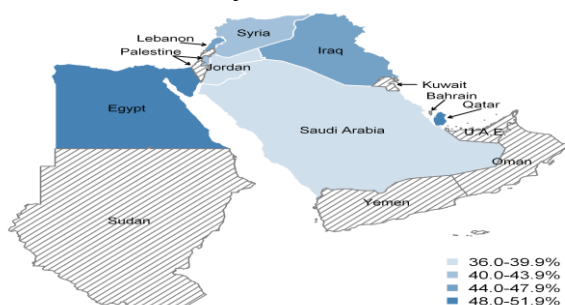 Lebanon
Syria
Palestine
Iraq
Jordan
Kuwait
Bahrain
Egypt
Qatar
Saudi Arabia
U.A.E
Oman
Yemen
Sudan
36.0-39.9%
40.0-43.9%
44.0-47.9%
48.0-51.9%